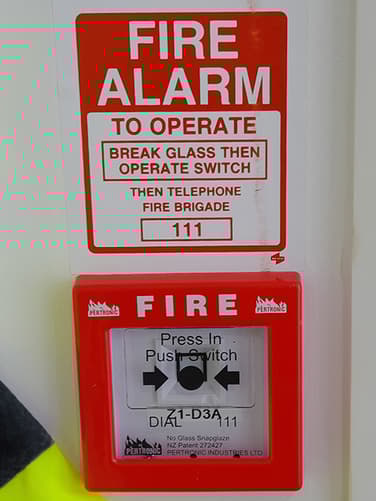 FIRE
ALARM
TO OPERATE
BREAK GLASS THEN
OPERATE SWITCH
THEN TELEPHONE
FIRE BRIGADE
111
PERTRONIC FIRE PERTRONIC
Press In
Push Switch
Z1-D3A
DIAL 111
No Glass Snapglaze
NZ Patent 272427
PERTRONIC PERTRONIC INDUSTRIES LTD